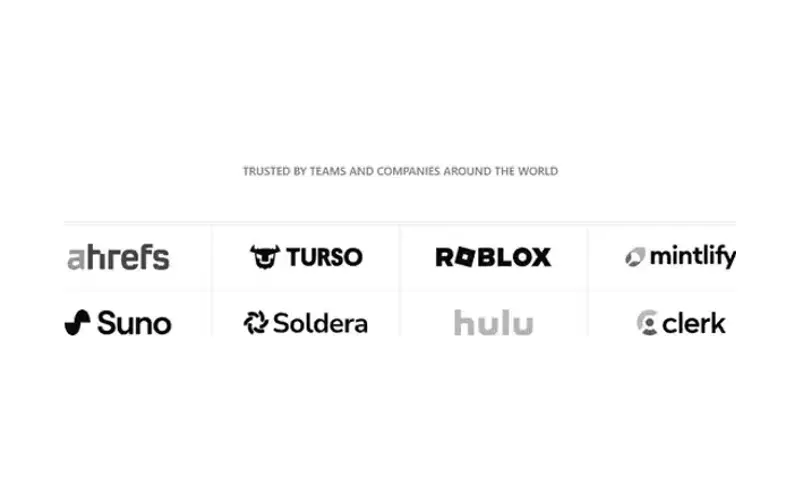 TRUSTED BY TEAMS AND COMPANIES AROUND THE WORLD
ahrefs TURSO ROBLOX mintlify
Suno Soldera hulu clerk